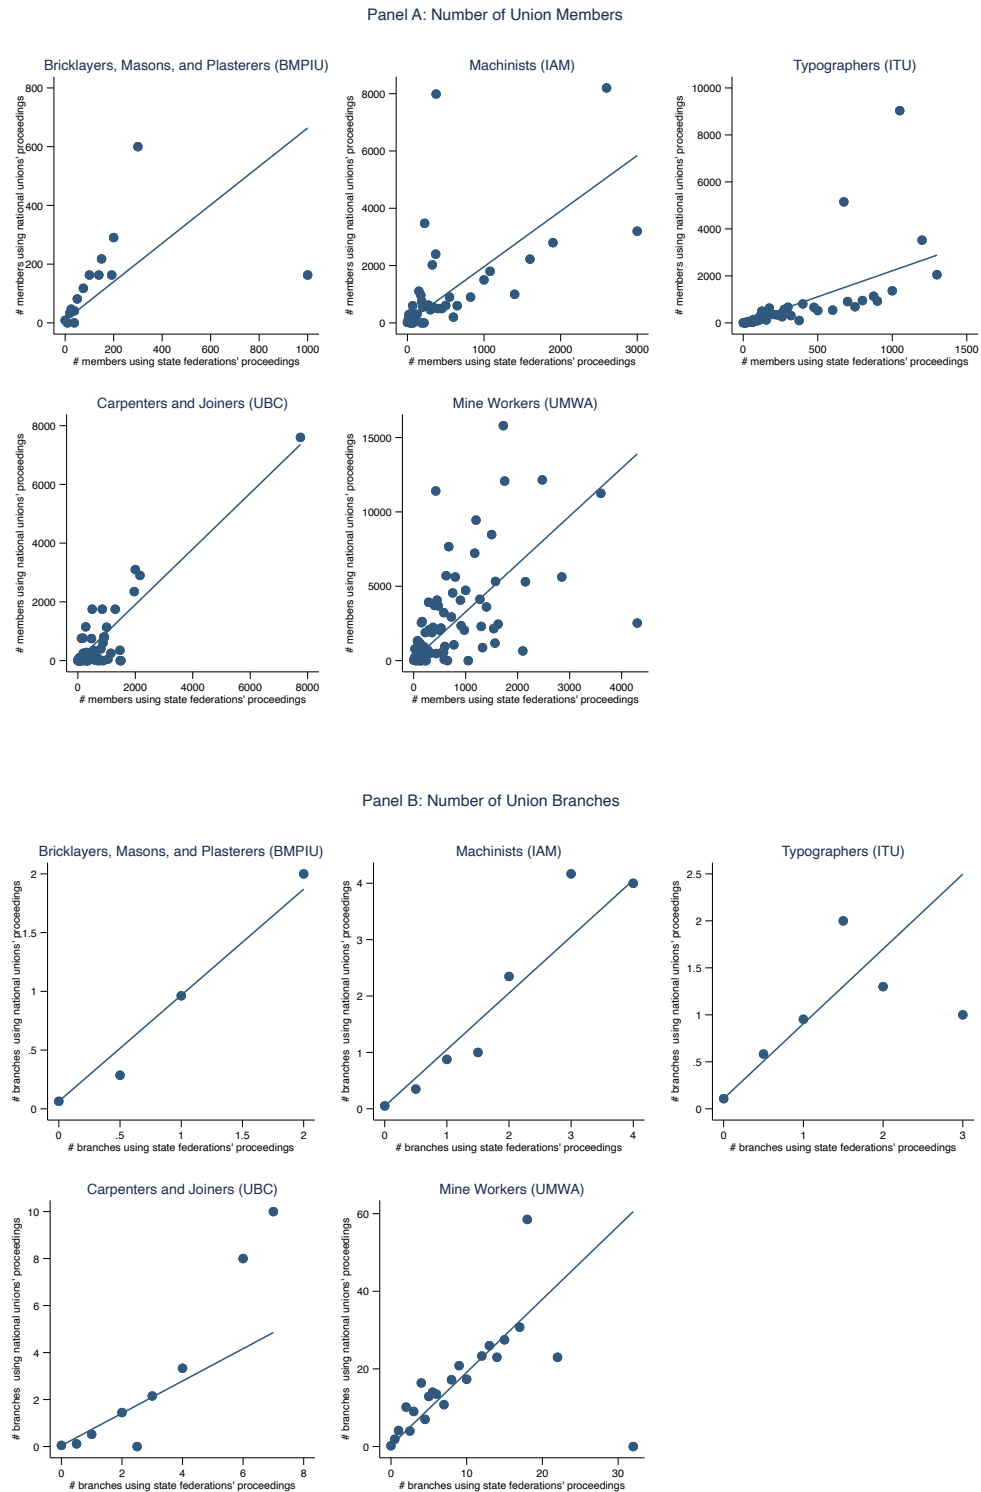 Panel A: Number of Union Members
Bricklayers, Masons, and Plasterers (BMPIU)
# members using national unions' proceedings
800
600
400
200
0
0 200 400 600 800 1000
# members using state federations' proceedings
Machinists (IAM)
# members using national unions' proceedings
8000
6000
4000
2000
0
0 1000 2000 3000
# members using state federations' proceedings
Typographers (ITU)
# members using national unions' proceedings
10000
8000
6000
4000
2000
0
0 500 1000 1500
# members using state federations' proceedings
Carpenters and Joiners (UBC)
# members using national unions' proceedings
8000
6000
4000
2000
0
0 2000 4000 6000 8000
# members using state federations' proceedings
Mine Workers (UMWA)
# members using national unions' proceedings
15000
10000
5000
0
0 1000 2000 3000 4000
# members using state federations' proceedings
Panel B: Number of Union Branches
Bricklayers, Masons, and Plasterers (BMPIU)
# branches using national unions' proceedings
2
1.5
1
.5
0
0 .5 1 1.5 2
# branches using state federations' proceedings
Machinists (IAM)
# branches using national unions' proceedings
4
3
2
1
0
0 1 2 3 4
# branches using state federations' proceedings
Typographers (ITU)
# branches using national unions' proceedings
2.5
2
1.5
1
.5
0
0 1 2 3
# branches using state federations' proceedings
Carpenters and Joiners (UBC)
# branches using national unions' proceedings
10
8
6
4
2
0
0 2 4 6 8
# branches using state federations' proceedings
Mine Workers (UMWA)
# branches using national unions' proceedings
60
40
20
0
0 10 20 30
# branches using state federations' proceedings